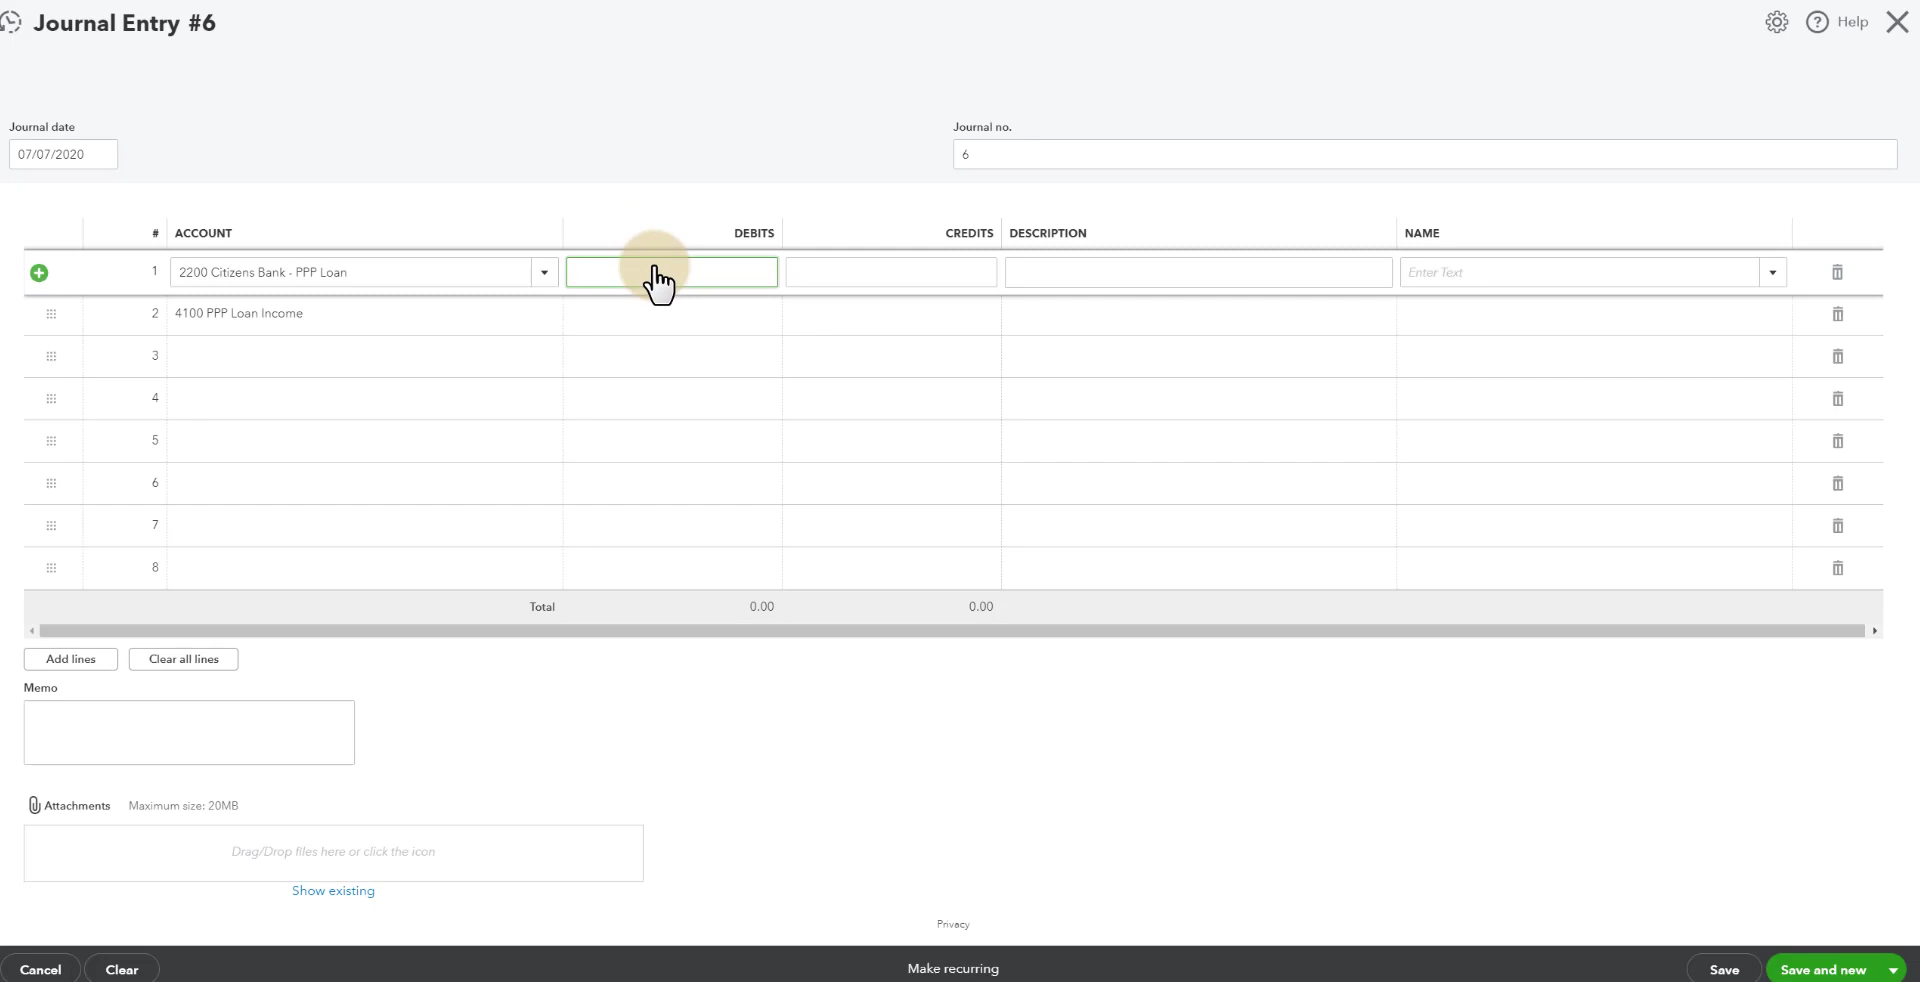 Journal Entry #6
Help
Journal date
Journal no.
07/07/2020
6
# ACCOUNT DEBITS CREDITS DESCRIPTION NAME
1 2200 Citizens Bank - PPP Loan Enter Text
2 4100 PPP Loan Income
3
4
5
6
7
8
Total 0.00 0.00
Add lines Clear all lines
Memo
Attachments Maximum size: 20MB
Drag/Drop files here or click the icon
Show existing
Privacy
Cancel Clear Make recurring Save Save and new